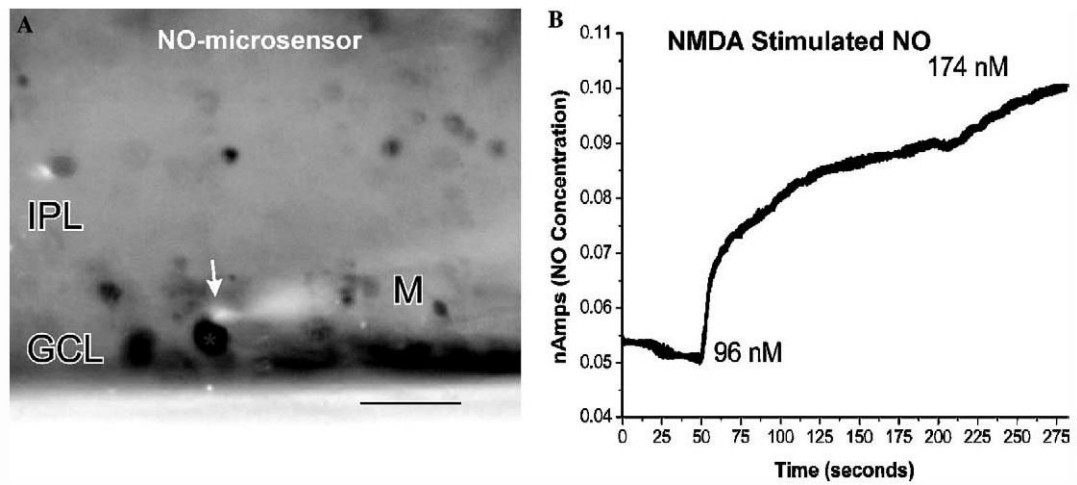 A
NO-microsensor
IPL
M
GCL
*
B
NMDA Stimulated NO
174 nM
96 nM
nAmps (NO Concentration)
0.11
0.10
0.09
0.08
0.07
0.06
0.05
0.04
0 25 50 75 100 125 150 175 200 225 250 275
Time (seconds)